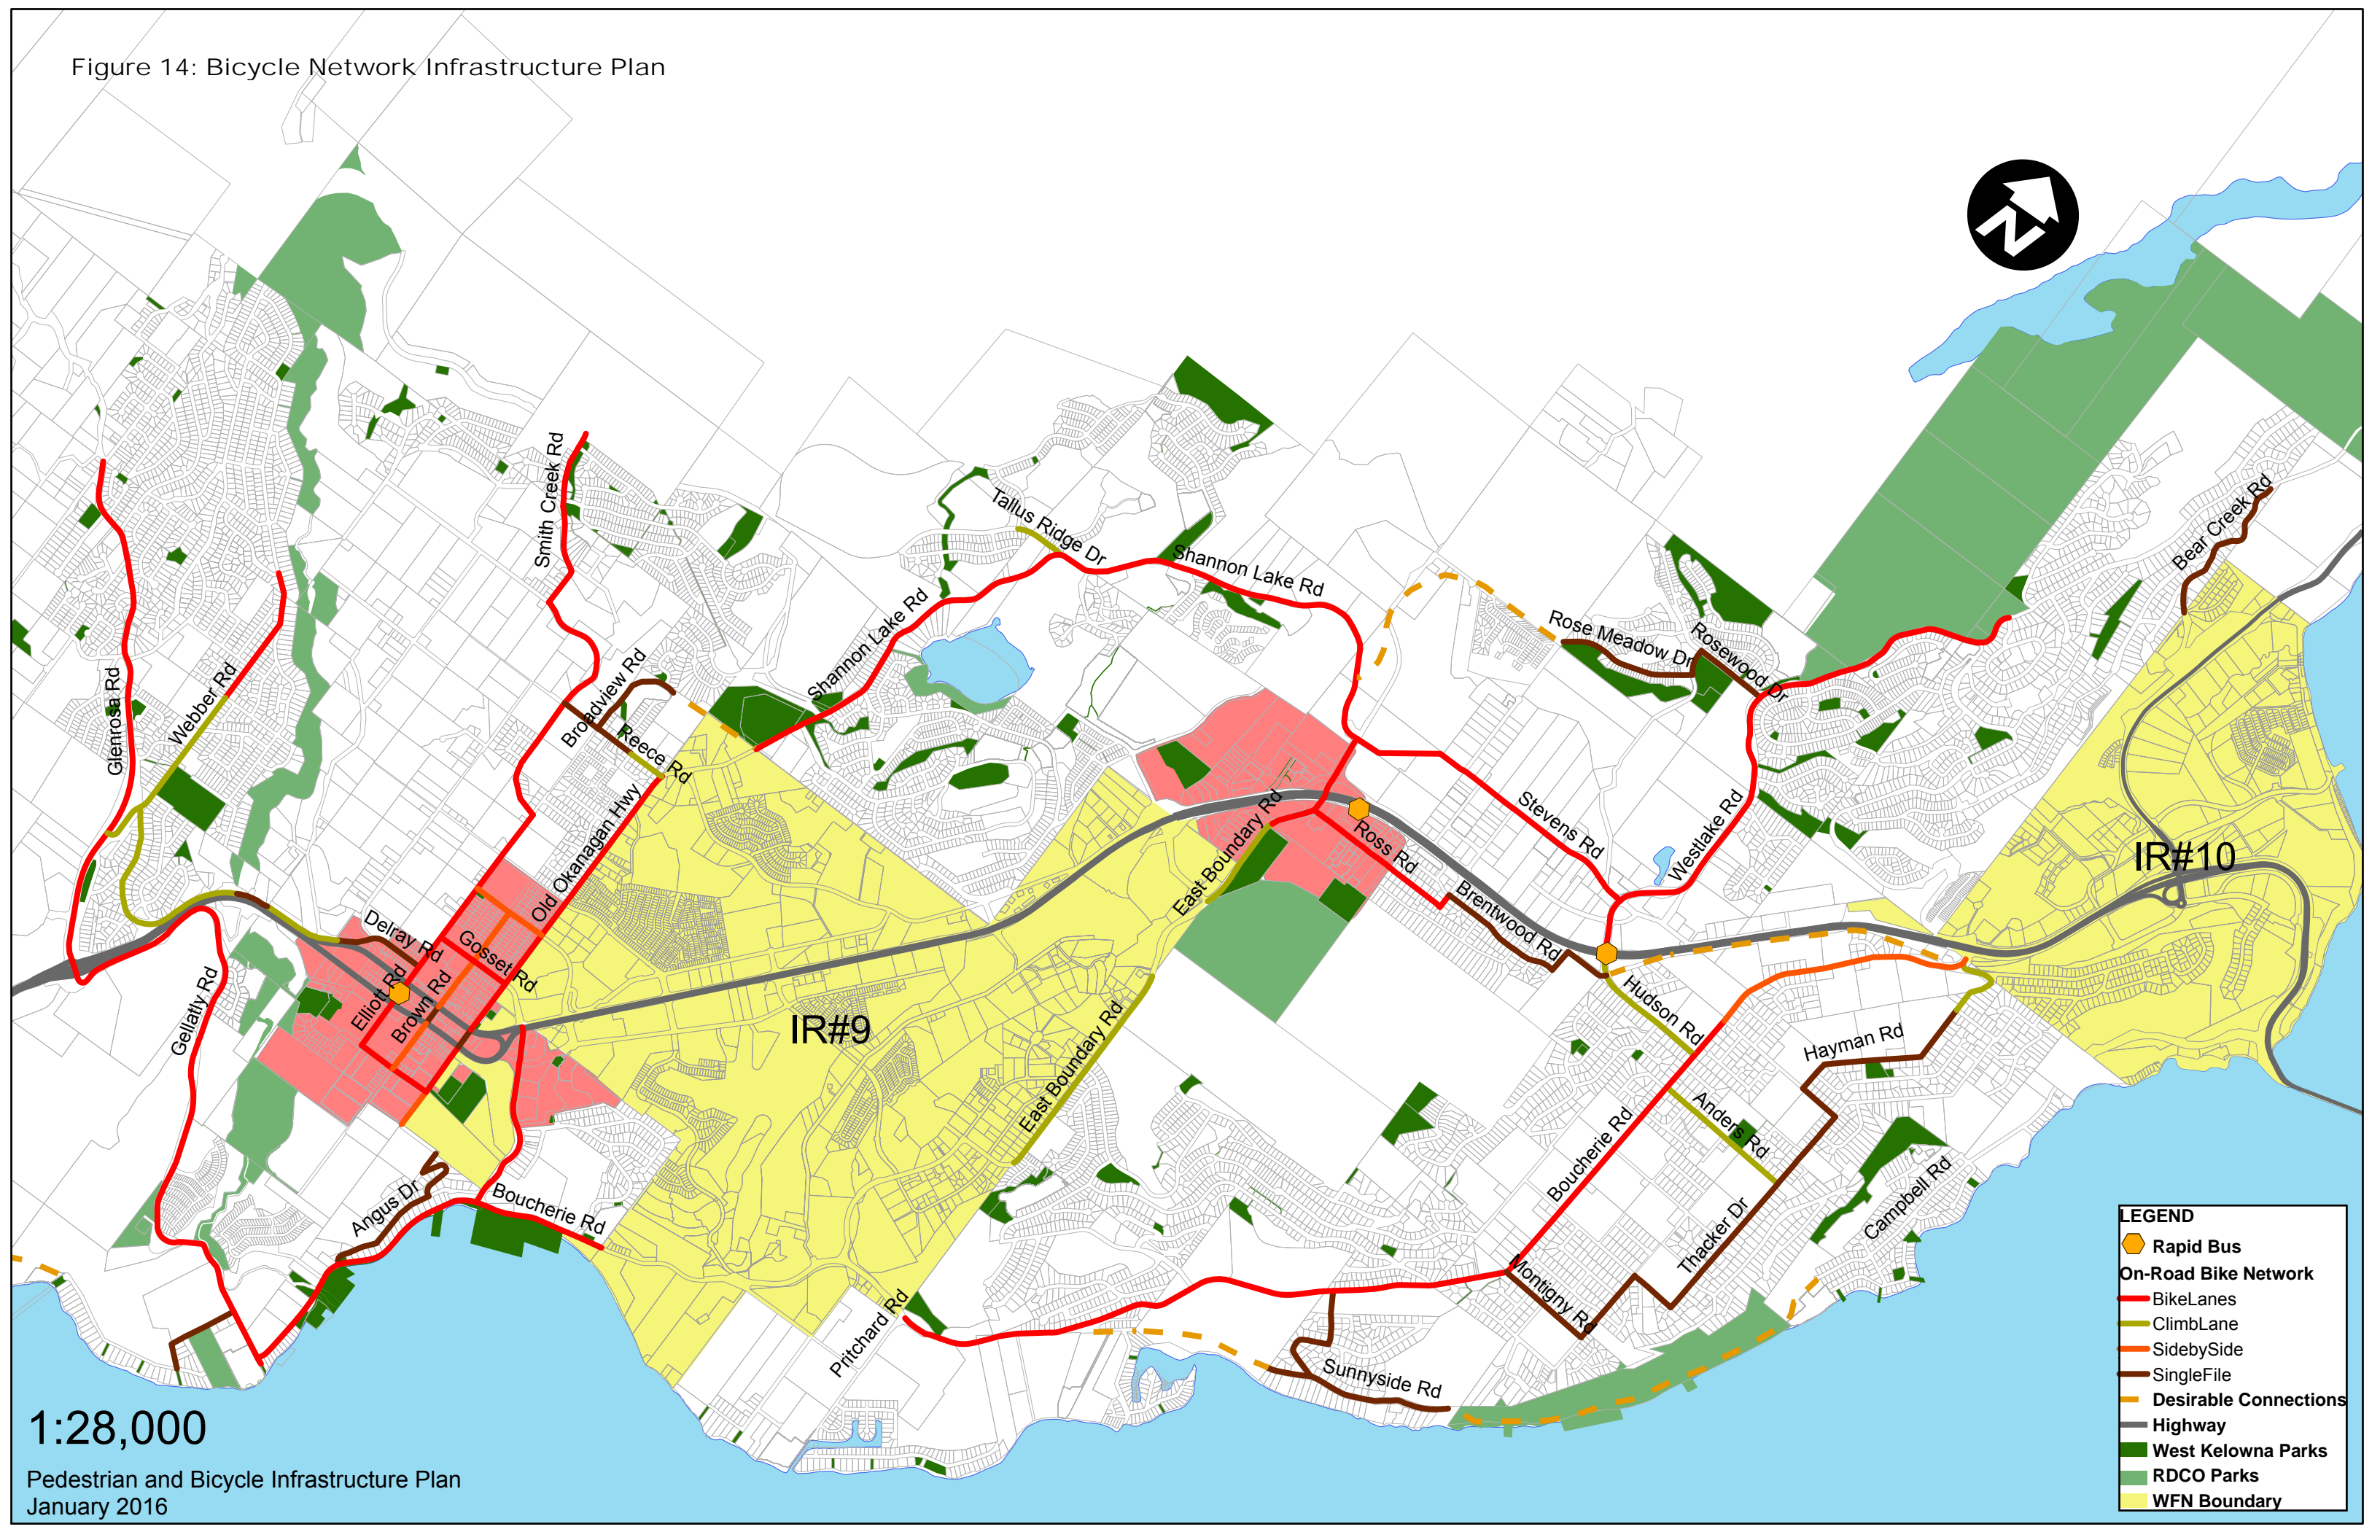 Figure 14: Bicycle Network Infrastructure Plan
N
Smith Creek Rd
Tallus Ridge Dr
Shannon Lake Rd
Bear Creek Rd
Shannon Lake Rd
Rose Meadow Dr
Rosewood Dr
Glenrosa Rd
Webber Rd
Broadview Rd
Reece Rd
Old Okanagan Hwy
East Boundary Rd
Ross Rd
Stevens Rd
Westlake Rd
IR#10
Delray Rd
Gosset Rd
Brentwood Rd
Elliott Rd
Brown Rd
Gellatly Rd
IR#9
Hudson Rd
East Boundary Rd
Hayman Rd
Anders Rd
Boucherie Rd
Angus Dr
Boucherie Rd
Thacker Dr
Campbell Rd
Montigny Rd
Pritchard Rd
Sunnyside Rd
LEGEND
Rapid Bus
On-Road Bike Network
BikeLanes
ClimbLane
SidebySide
SingleFile
Desirable Connections
Highway
West Kelowna Parks
RDCO Parks
WFN Boundary
1:28,000
Pedestrian and Bicycle Infrastructure Plan
January 2016